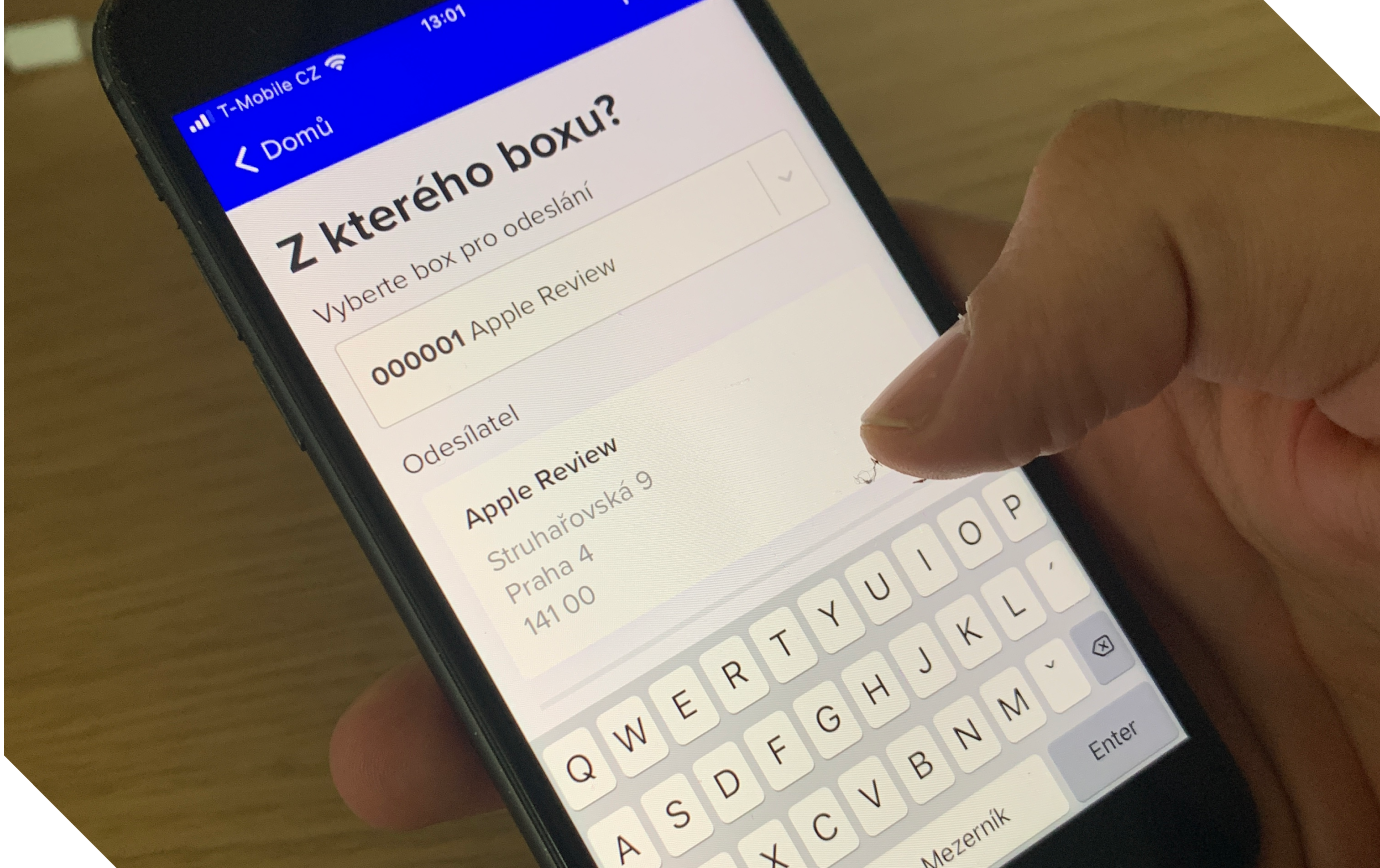 13:01
T-Mobile CZ
Domů
Z kterého boxu?
Vyberte box pro odeslání
000001 Apple Review
Odesílatel
Apple Review
Struhařovská 9
Praha 4
141 00
Q W E R T Y U I O P
A S D F G H J K L ´
X C V B N M ˇ
Mezerník Enter